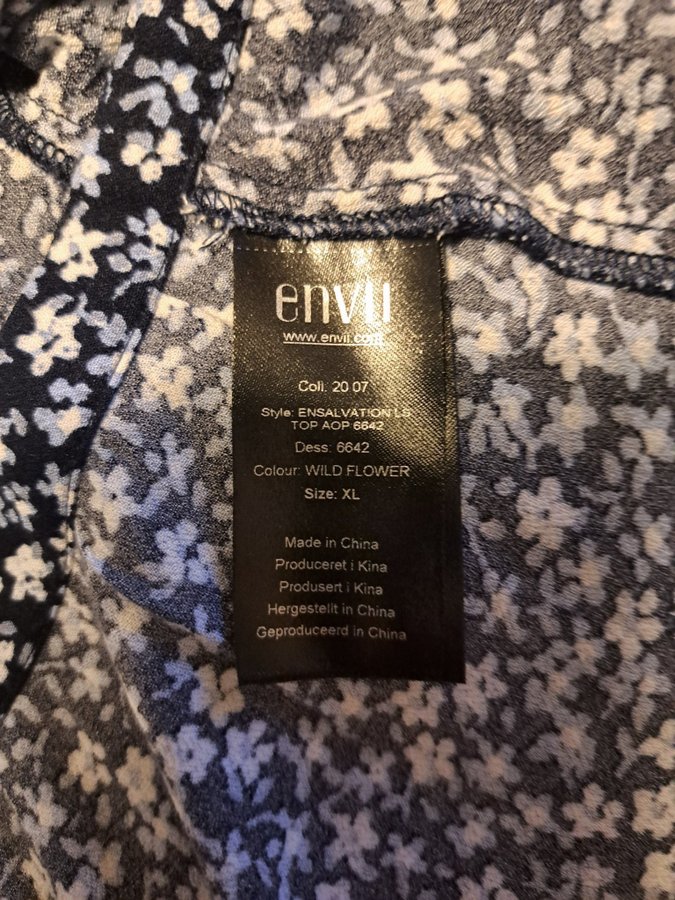 envii
www.envii.com
Coll. 20 07
Style: ENSALVATION LS
TOP AOP 6642
Dess: 6642
Colour: WILD FLOWER
Size: XL
Made in China
Produceret i Kina
Produsert i Kina
Hergestellt in China
Geproduceerd in China